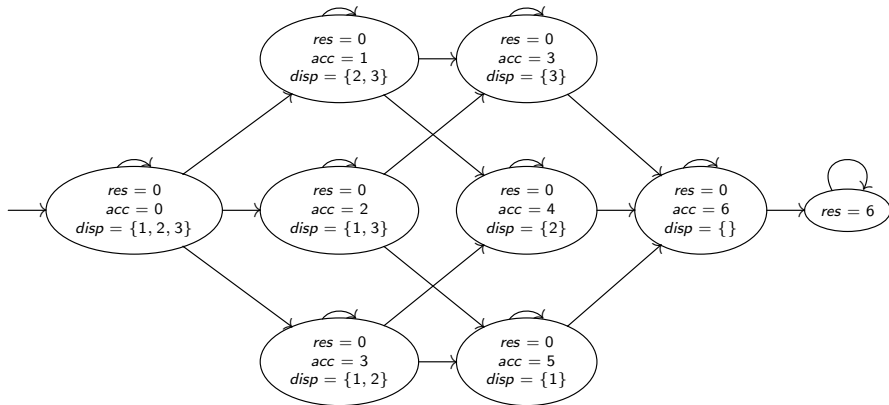 res = 0
acc = 0
disp = {1, 2, 3}
res = 0
acc = 1
disp = {2, 3}
res = 0
acc = 2
disp = {1, 3}
res = 0
acc = 3
disp = {1, 2}
res = 0
acc = 3
disp = {3}
res = 0
acc = 4
disp = {2}
res = 0
acc = 5
disp = {1}
res = 0
acc = 6
disp = {}
res = 6